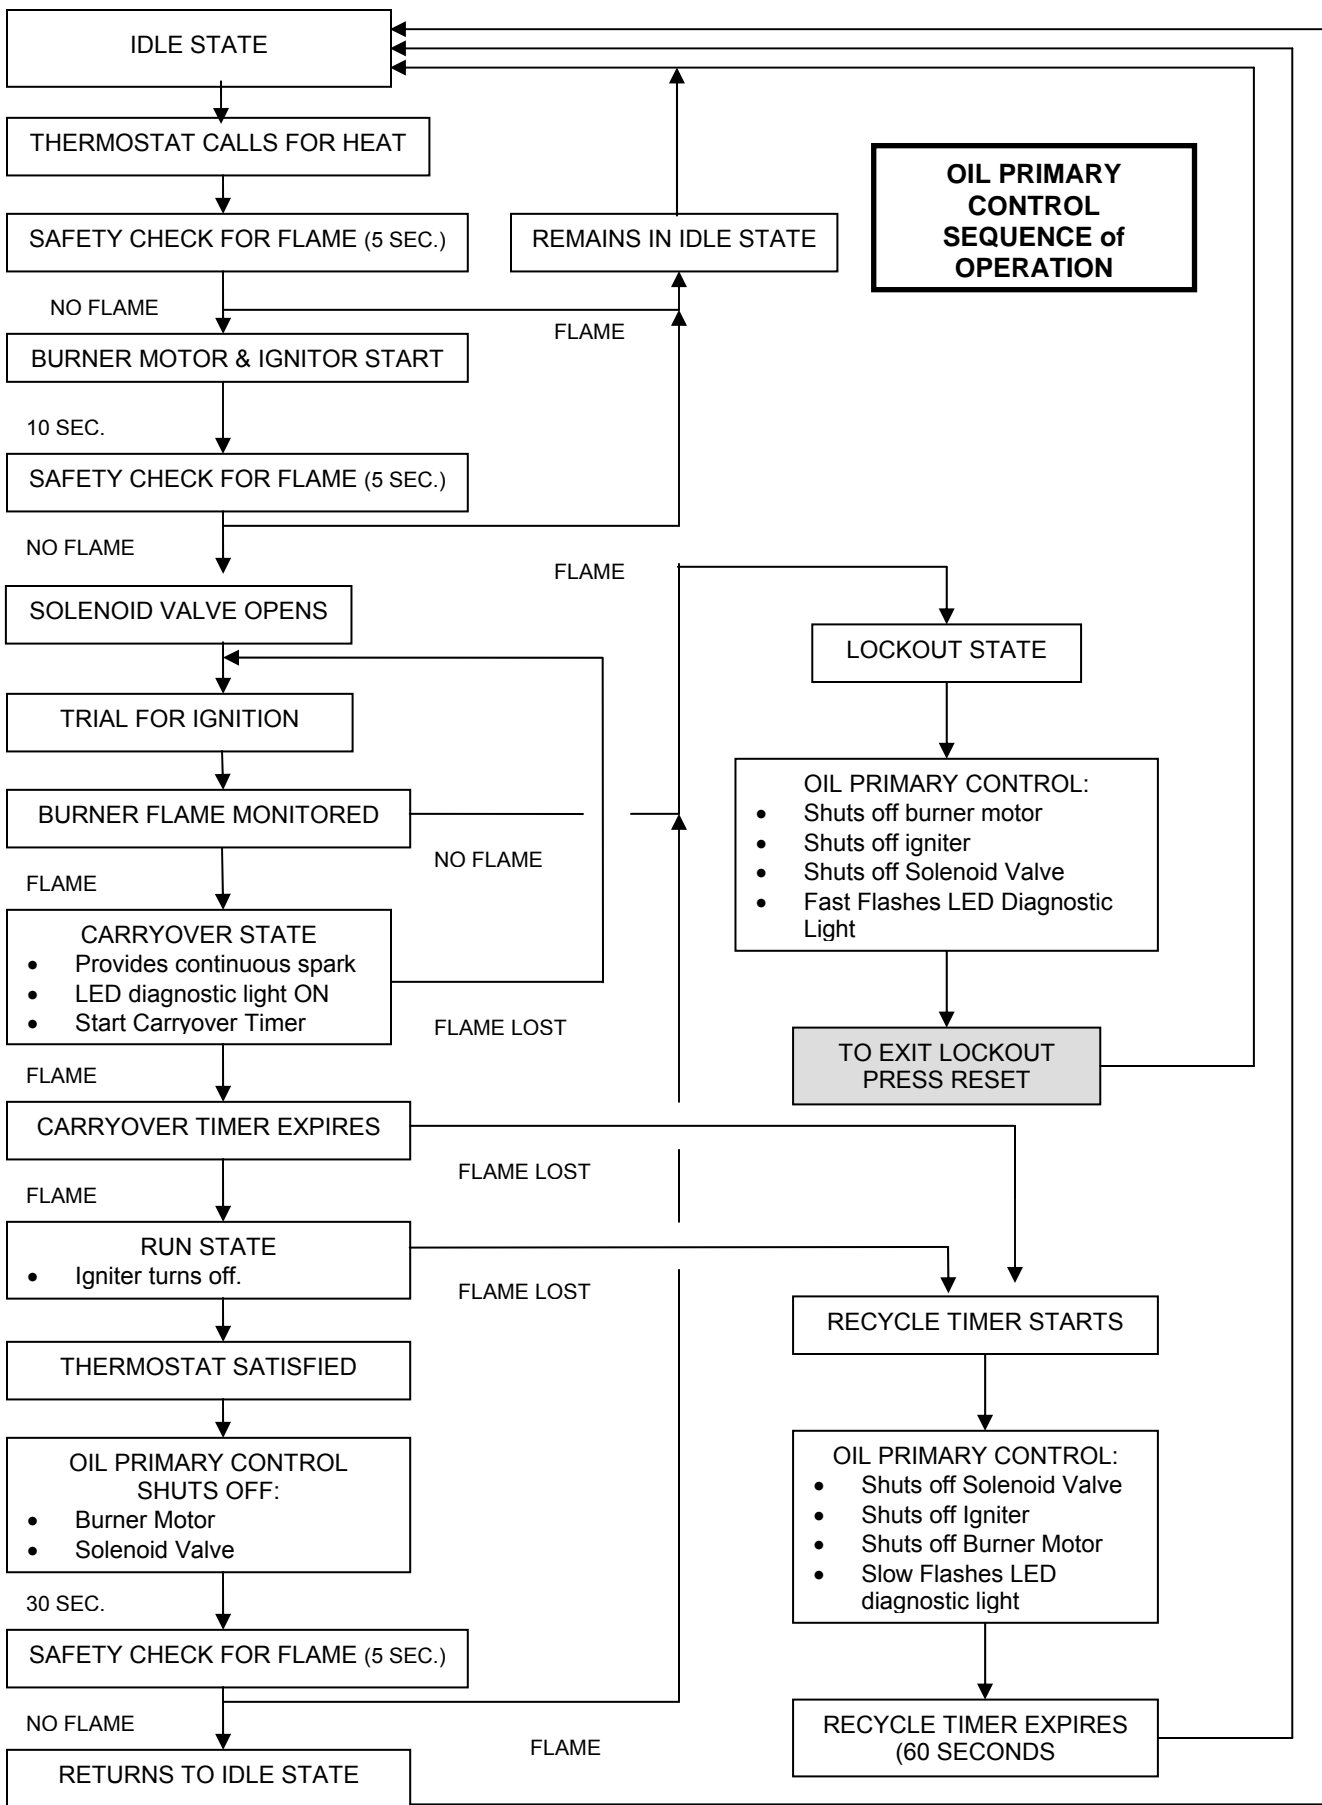 IDLE STATE
THERMOSTAT CALLS FOR HEAT
OIL PRIMARY
CONTROL
SEQUENCE of
OPERATION
SAFETY CHECK FOR FLAME (5 SEC.)
REMAINS IN IDLE STATE
NO FLAME
FLAME
BURNER MOTOR & IGNITOR START
10 SEC.
SAFETY CHECK FOR FLAME (5 SEC.)
NO FLAME
FLAME
SOLENOID VALVE OPENS
LOCKOUT STATE
TRIAL FOR IGNITION
BURNER FLAME MONITORED
OIL PRIMARY CONTROL:
• Shuts off burner motor
• Shuts off igniter
• Shuts off Solenoid Valve
• Fast Flashes LED Diagnostic
Light
NO FLAME
FLAME
CARRYOVER STATE
• Provides continuous spark
• LED diagnostic light ON
• Start Carryover Timer
FLAME LOST
TO EXIT LOCKOUT
PRESS RESET
FLAME
CARRYOVER TIMER EXPIRES
FLAME LOST
FLAME
RUN STATE
• Igniter turns off.
FLAME LOST
RECYCLE TIMER STARTS
THERMOSTAT SATISFIED
OIL PRIMARY CONTROL
SHUTS OFF:
• Burner Motor
• Solenoid Valve
OIL PRIMARY CONTROL:
• Shuts off Solenoid Valve
• Shuts off Igniter
• Shuts off Burner Motor
• Slow Flashes LED
diagnostic light
30 SEC.
SAFETY CHECK FOR FLAME (5 SEC.)
NO FLAME
FLAME
RECYCLE TIMER EXPIRES
(60 SECONDS
RETURNS TO IDLE STATE